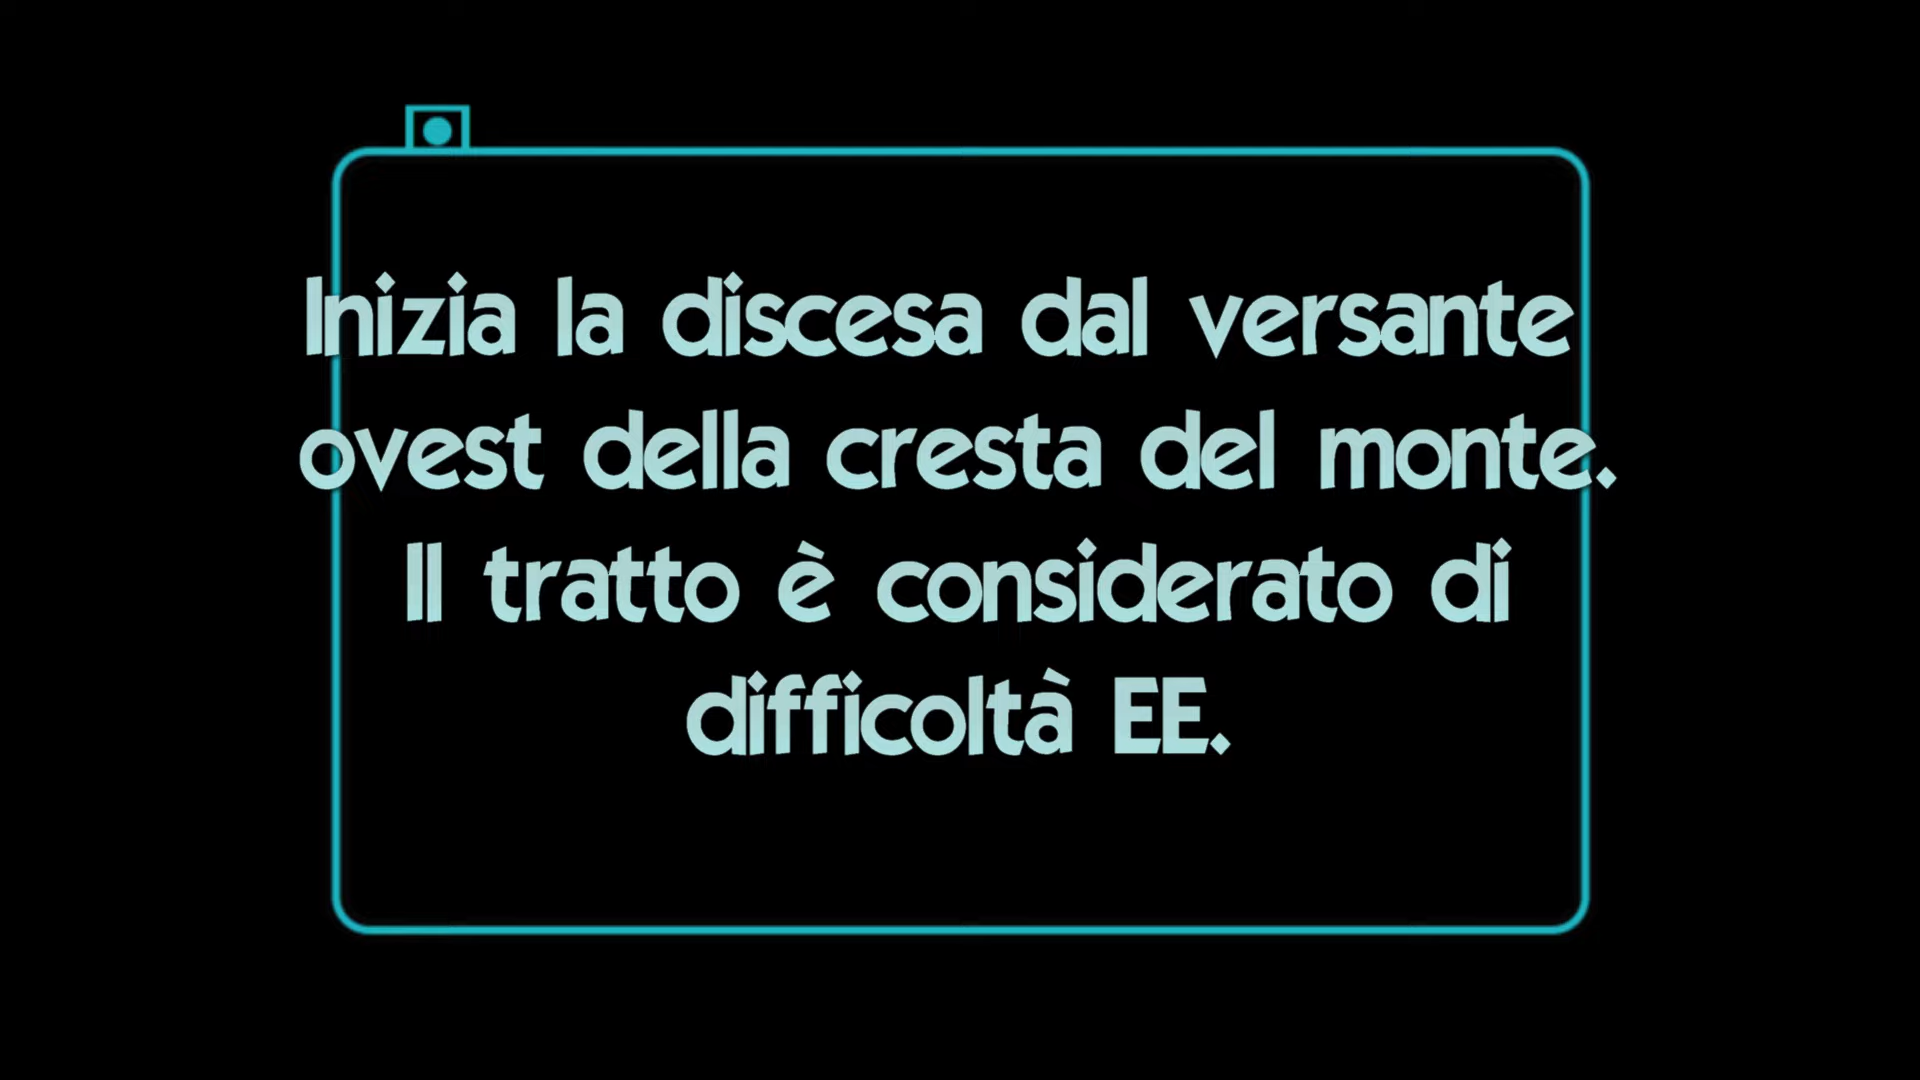 Inizia la discesa dal versante
ovest della cresta del monte.
Il tratto è considerato di
difficoltà EE.